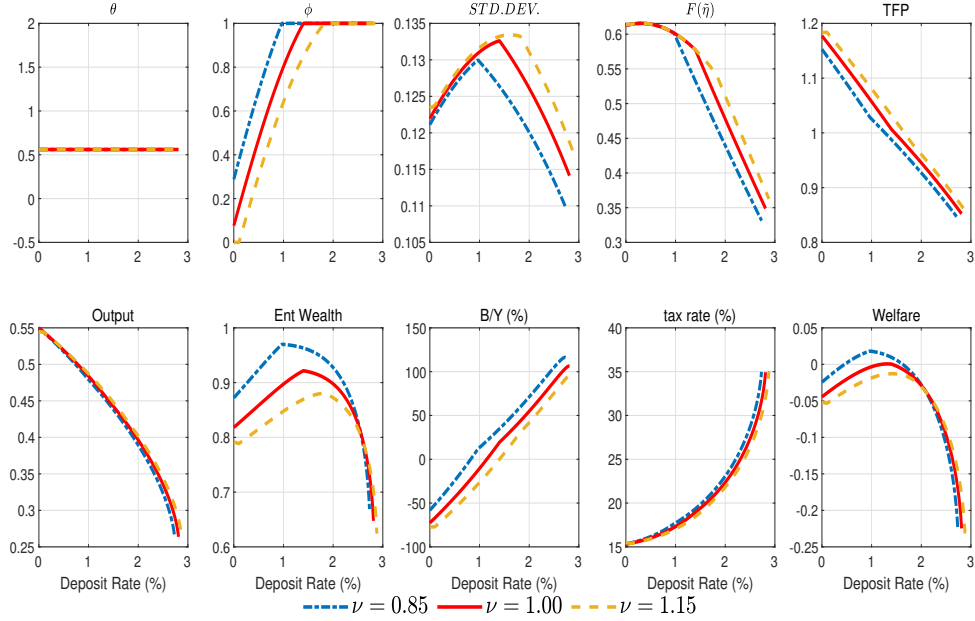 θ
ϕ
STD.DEV.
F(η̃)
TFP
2
1.5
1
0.5
0
-0.5
0 1 2 3
1
0.8
0.6
0.4
0.2
0
0 1 2 3
0.135
0.13
0.125
0.12
0.115
0.11
0.105
0 1 2 3
0.65
0.6
0.55
0.5
0.45
0.4
0.35
0.3
0 1 2 3
1.2
1.1
1
0.9
0.8
0 1 2 3
Output
Ent Wealth
B/Y (%)
tax rate (%)
Welfare
0.55
0.5
0.45
0.4
0.35
0.3
0.25
0 1 2 3
Deposit Rate (%)
1
0.9
0.8
0.7
0.6
0 1 2 3
Deposit Rate (%)
150
100
50
0
-50
-100
0 1 2 3
Deposit Rate (%)
40
35
30
25
20
15
0 1 2 3
Deposit Rate (%)
0.05
0
-0.05
-0.1
-0.15
-0.2
-0.25
0 1 2 3
Deposit Rate (%)
ν = 0.85 ν = 1.00 ν = 1.15